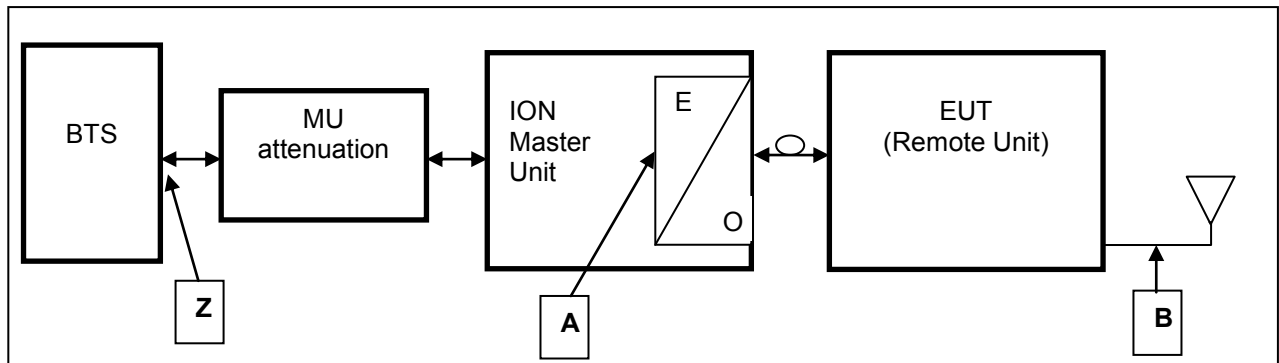 BTS
MU
attenuation
ION
Master
Unit
E
O
EUT
(Remote Unit)
Z
A
B